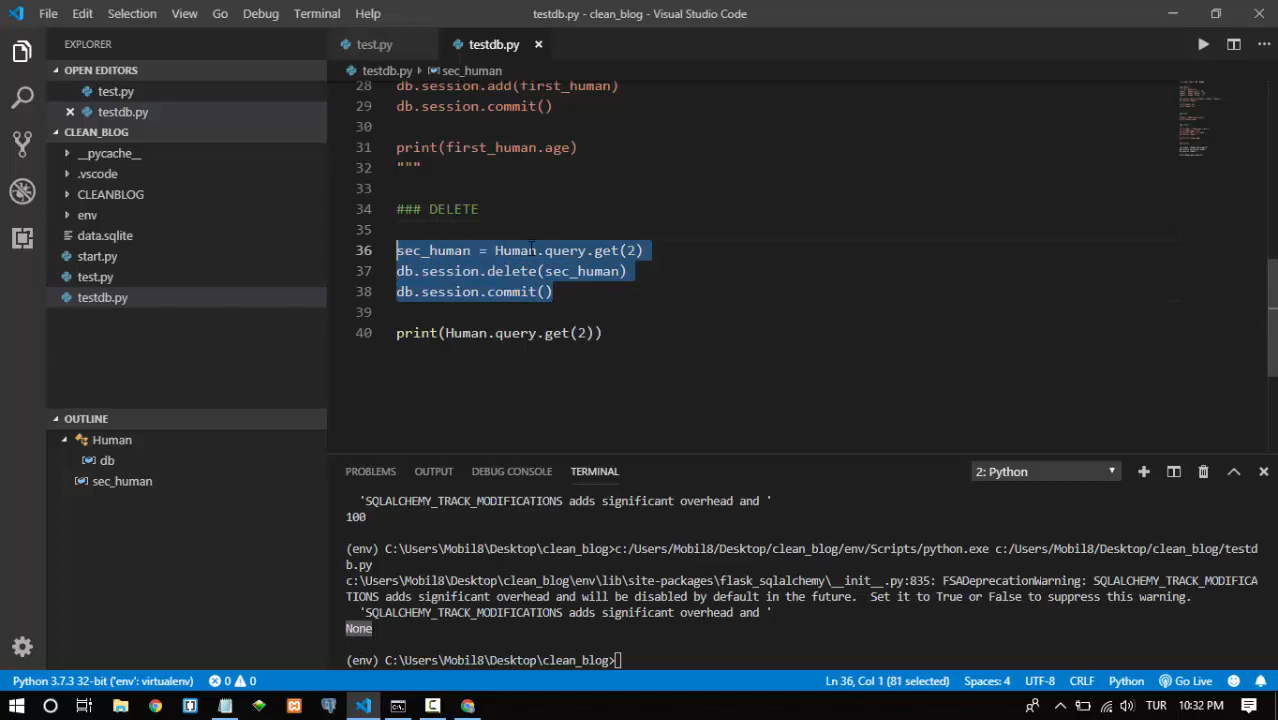 File Edit Selection View Go Debug Terminal Help testdb.py - clean_blog - Visual Studio Code
EXPLORER
OPEN EDITORS
test.py
testdb.py
CLEAN_BLOG
__pycache__
.vscode
CLEANBLOG
env
data.sqlite
start.py
test.py
testdb.py
OUTLINE
Human
db
sec_human
test.py testdb.py
testdb.py sec_human
28 db.session.add(first_human)
29 db.session.commit()
30
31 print(first_human.age)
32 """
33
34 ### DELETE
35
36 sec_human = Human.query.get(2)
37 db.session.delete(sec_human)
38 db.session.commit()
39
40 print(Human.query.get(2))
PROBLEMS OUTPUT DEBUG CONSOLE TERMINAL 2: Python
'SQLALCHEMY_TRACK_MODIFICATIONS adds significant overhead and '
100
(env) C:\Users\Mobil8\Desktop\clean_blog>c:/Users/Mobil8/Desktop/clean_blog/env/Scripts/python.exe c:/Users/Mobil8/Desktop/clean_blog/testd
b.py
c:\Users\Mobil8\Desktop\clean_blog\env\lib\site-packages\flask_sqlalchemy\__init__.py:835: FSADeprecationWarning: SQLALCHEMY_TRACK_MODIFICA
TIONS adds significant overhead and will be disabled by default in the future.  Set it to True or False to suppress this warning.
'SQLALCHEMY_TRACK_MODIFICATIONS adds significant overhead and '
None
(env) C:\Users\Mobil8\Desktop\clean_blog>
Python 3.7.3 32-bit ('env': virtualenv) 0 0 Ln 36, Col 1 (81 selected) Spaces: 4 UTF-8 CRLF Python Go Live
TUR 10:32 PM